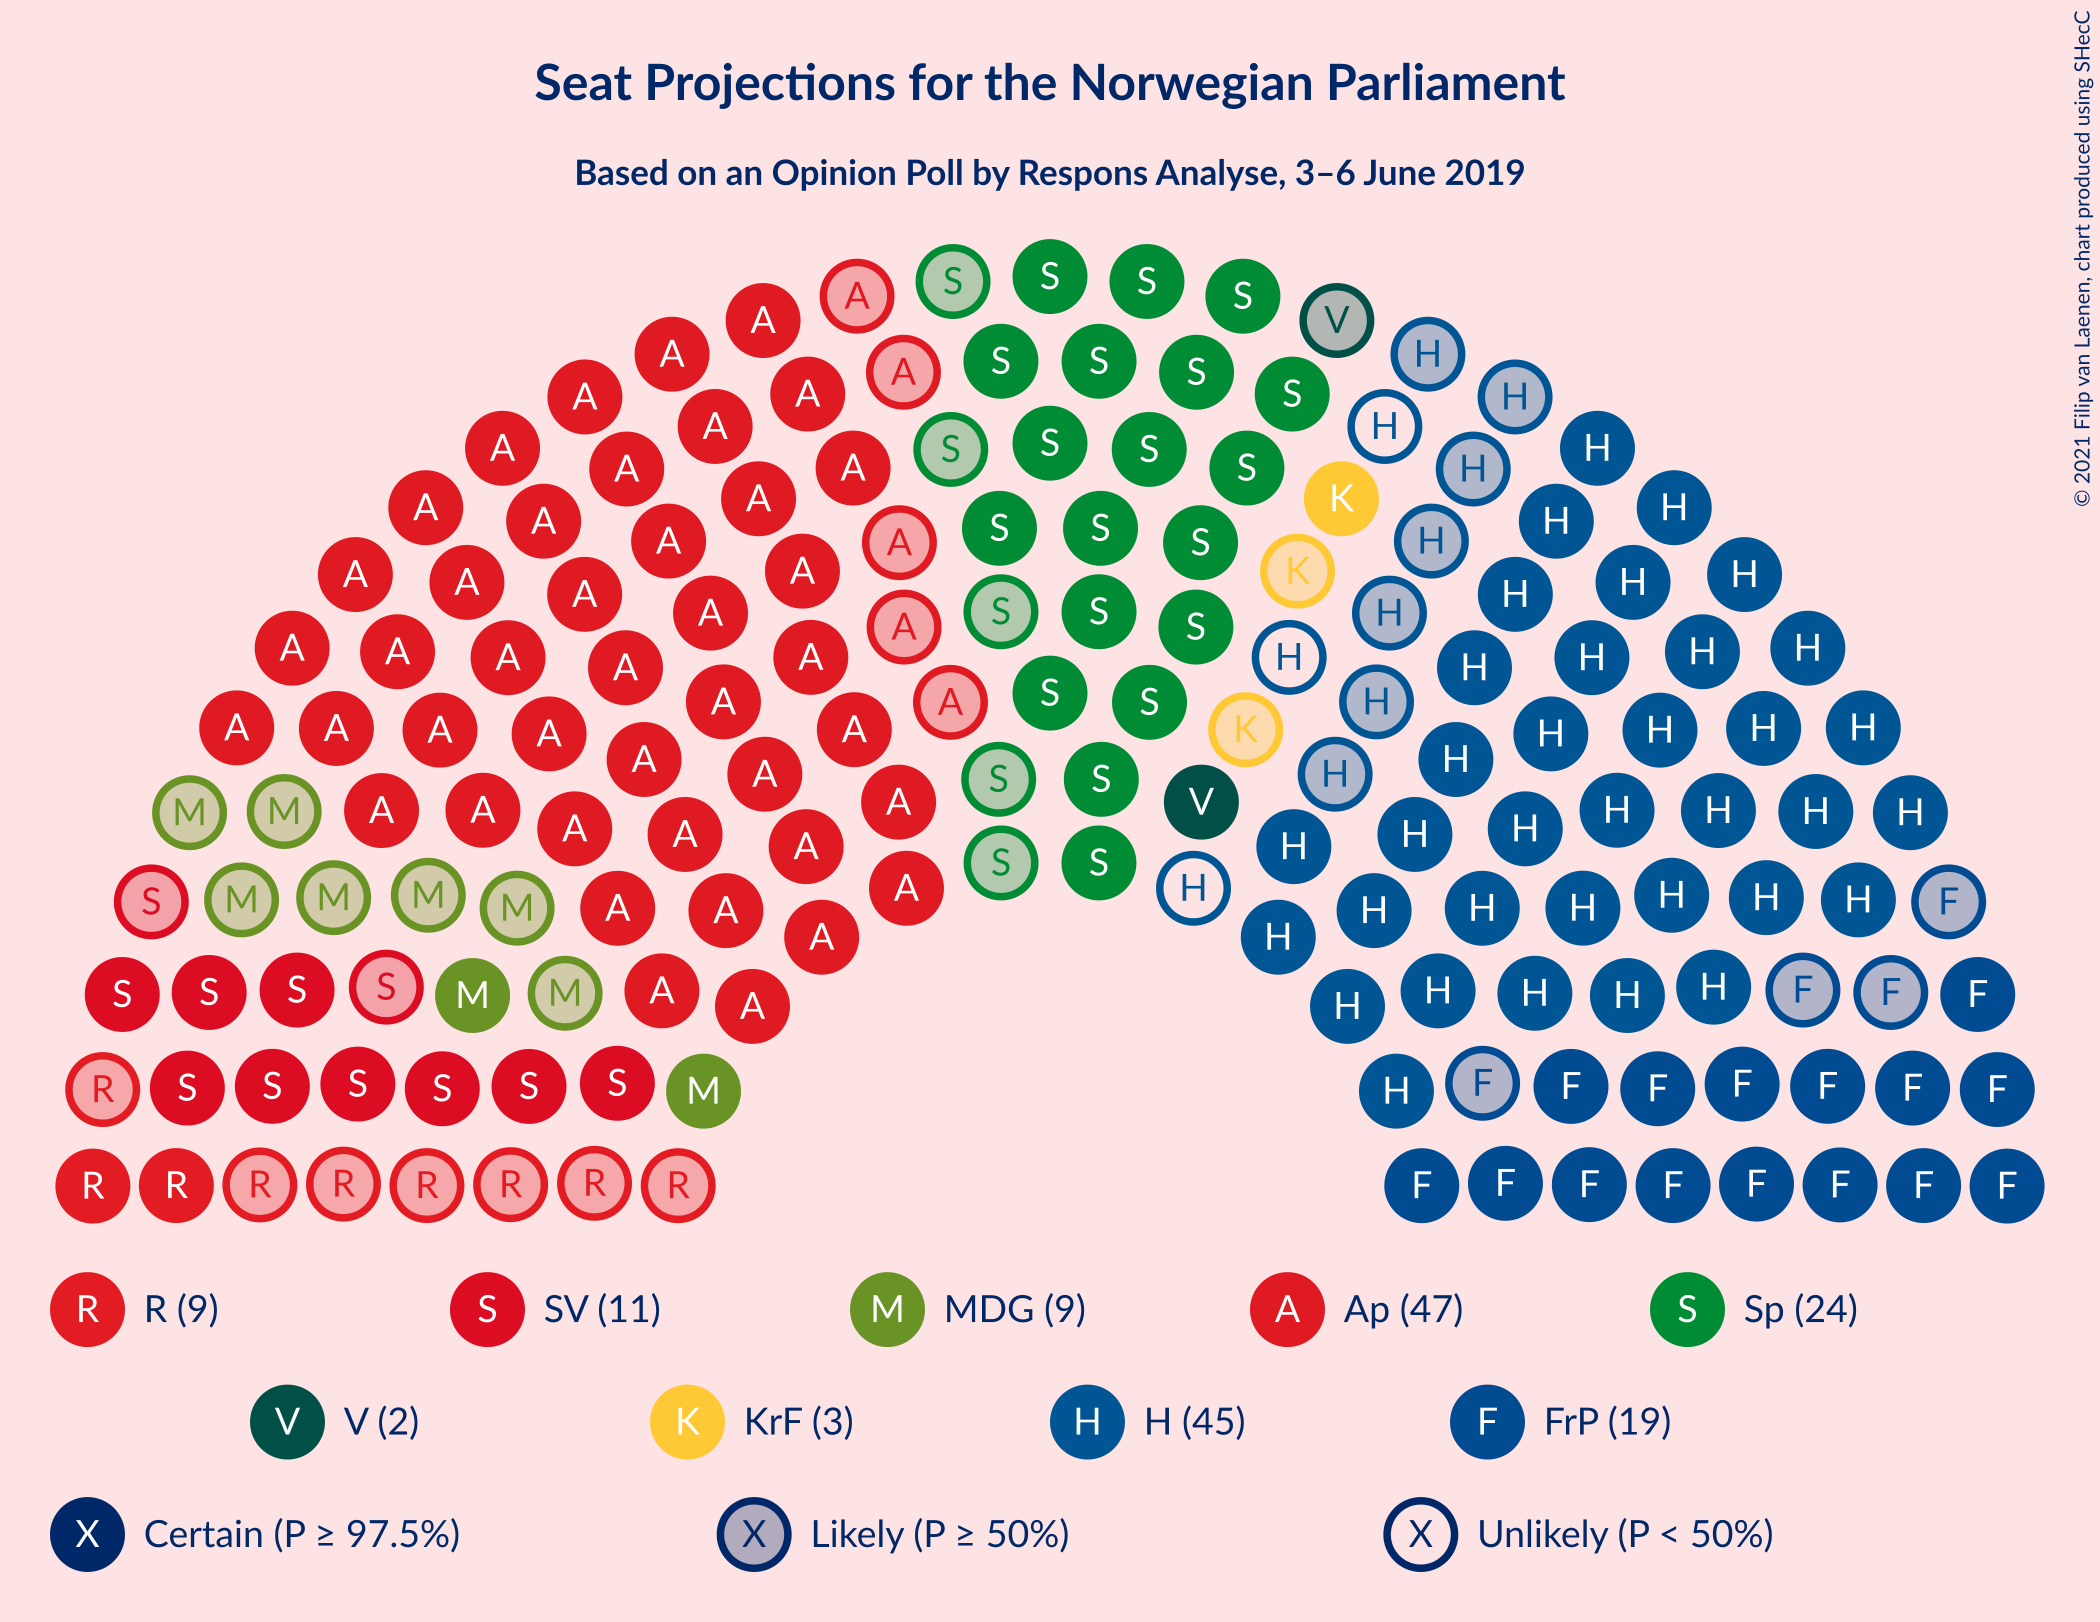 Seat Projections for the Norwegian Parliament
Based on an Opinion Poll by Respons Analyse, 3–6 June 2019
© 2021 Filip van Laenen, chart produced using SHecC
A S S S V
A A H H
A A S S S S H
A A S S S S K H H
A A A A S S S K H H H
A A A A A S S S H H H H H
A A A A A A S S K H H H H H
A A A A A A A A S S V H H H H H H H
M M A A A A A A S S H H H H H H H H
S M M M M A A A H H H H H H H F
S S S S M M A A H H H H H F F F
R S S S S S S M H F F F F F F F
R R R R R R R R F F F F F F F F
R R (9) S SV (11) M MDG (9) A Ap (47) S Sp (24)
V V (2) K KrF (3) H H (45) F FrP (19)
X Certain (P ≥ 97.5%) X Likely (P ≥ 50%) X Unlikely (P < 50%)